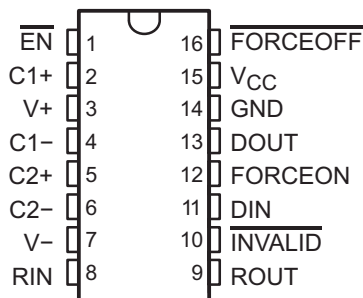 EN 1 16 FORCEOFF
C1+ 2 15 VCC
V+ 3 14 GND
C1− 4 13 DOUT
C2+ 5 12 FORCEON
C2− 6 11 DIN
V− 7 10 INVALID
RIN 8 9 ROUT